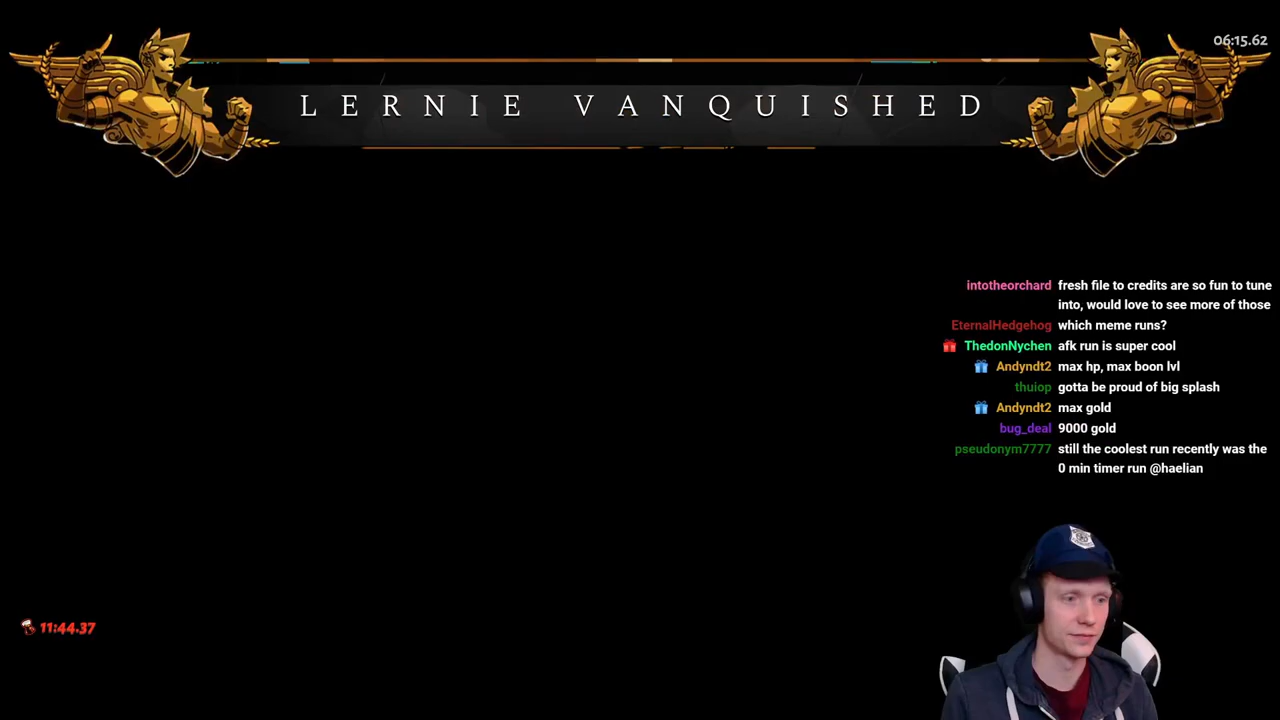 06:15.62
LERNIE VANQUISHED
intotheorchard fresh file to credits are so fun to tune
into, would love to see more of those
EternalHedgehog which meme runs?
ThedonNychen afk run is super cool
Andyndt2 max hp, max boon lvl
thuiop gotta be proud of big splash
Andyndt2 max gold
bug_deal 9000 gold
pseudonym7777 still the coolest run recently was the
0 min timer run @haelian
11:44.37